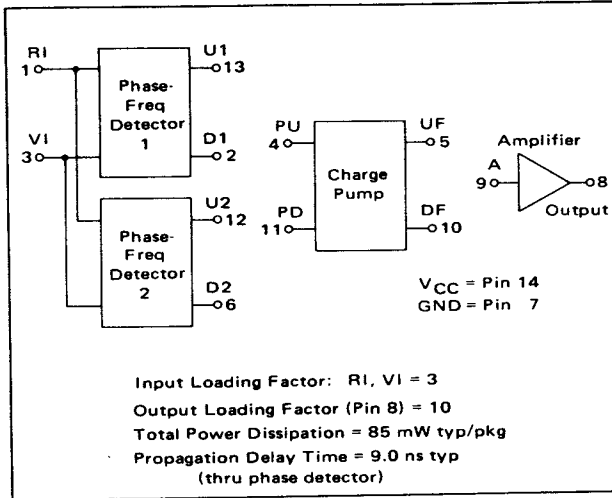 RI
1
U1
13
Phase-
Freq
Detector
1
VI
3
D1
2
U2
12
Phase-
Freq
Detector
2
D2
6
PU
4
UF
5
Charge
Pump
PD
11
DF
10
Amplifier
A
9
8
Output
VCC = Pin 14
GND = Pin 7
Input Loading Factor: RI, VI = 3
Output Loading Factor (Pin 8) = 10
Total Power Dissipation = 85 mW typ/pkg
Propagation Delay Time = 9.0 ns typ
(thru phase detector)